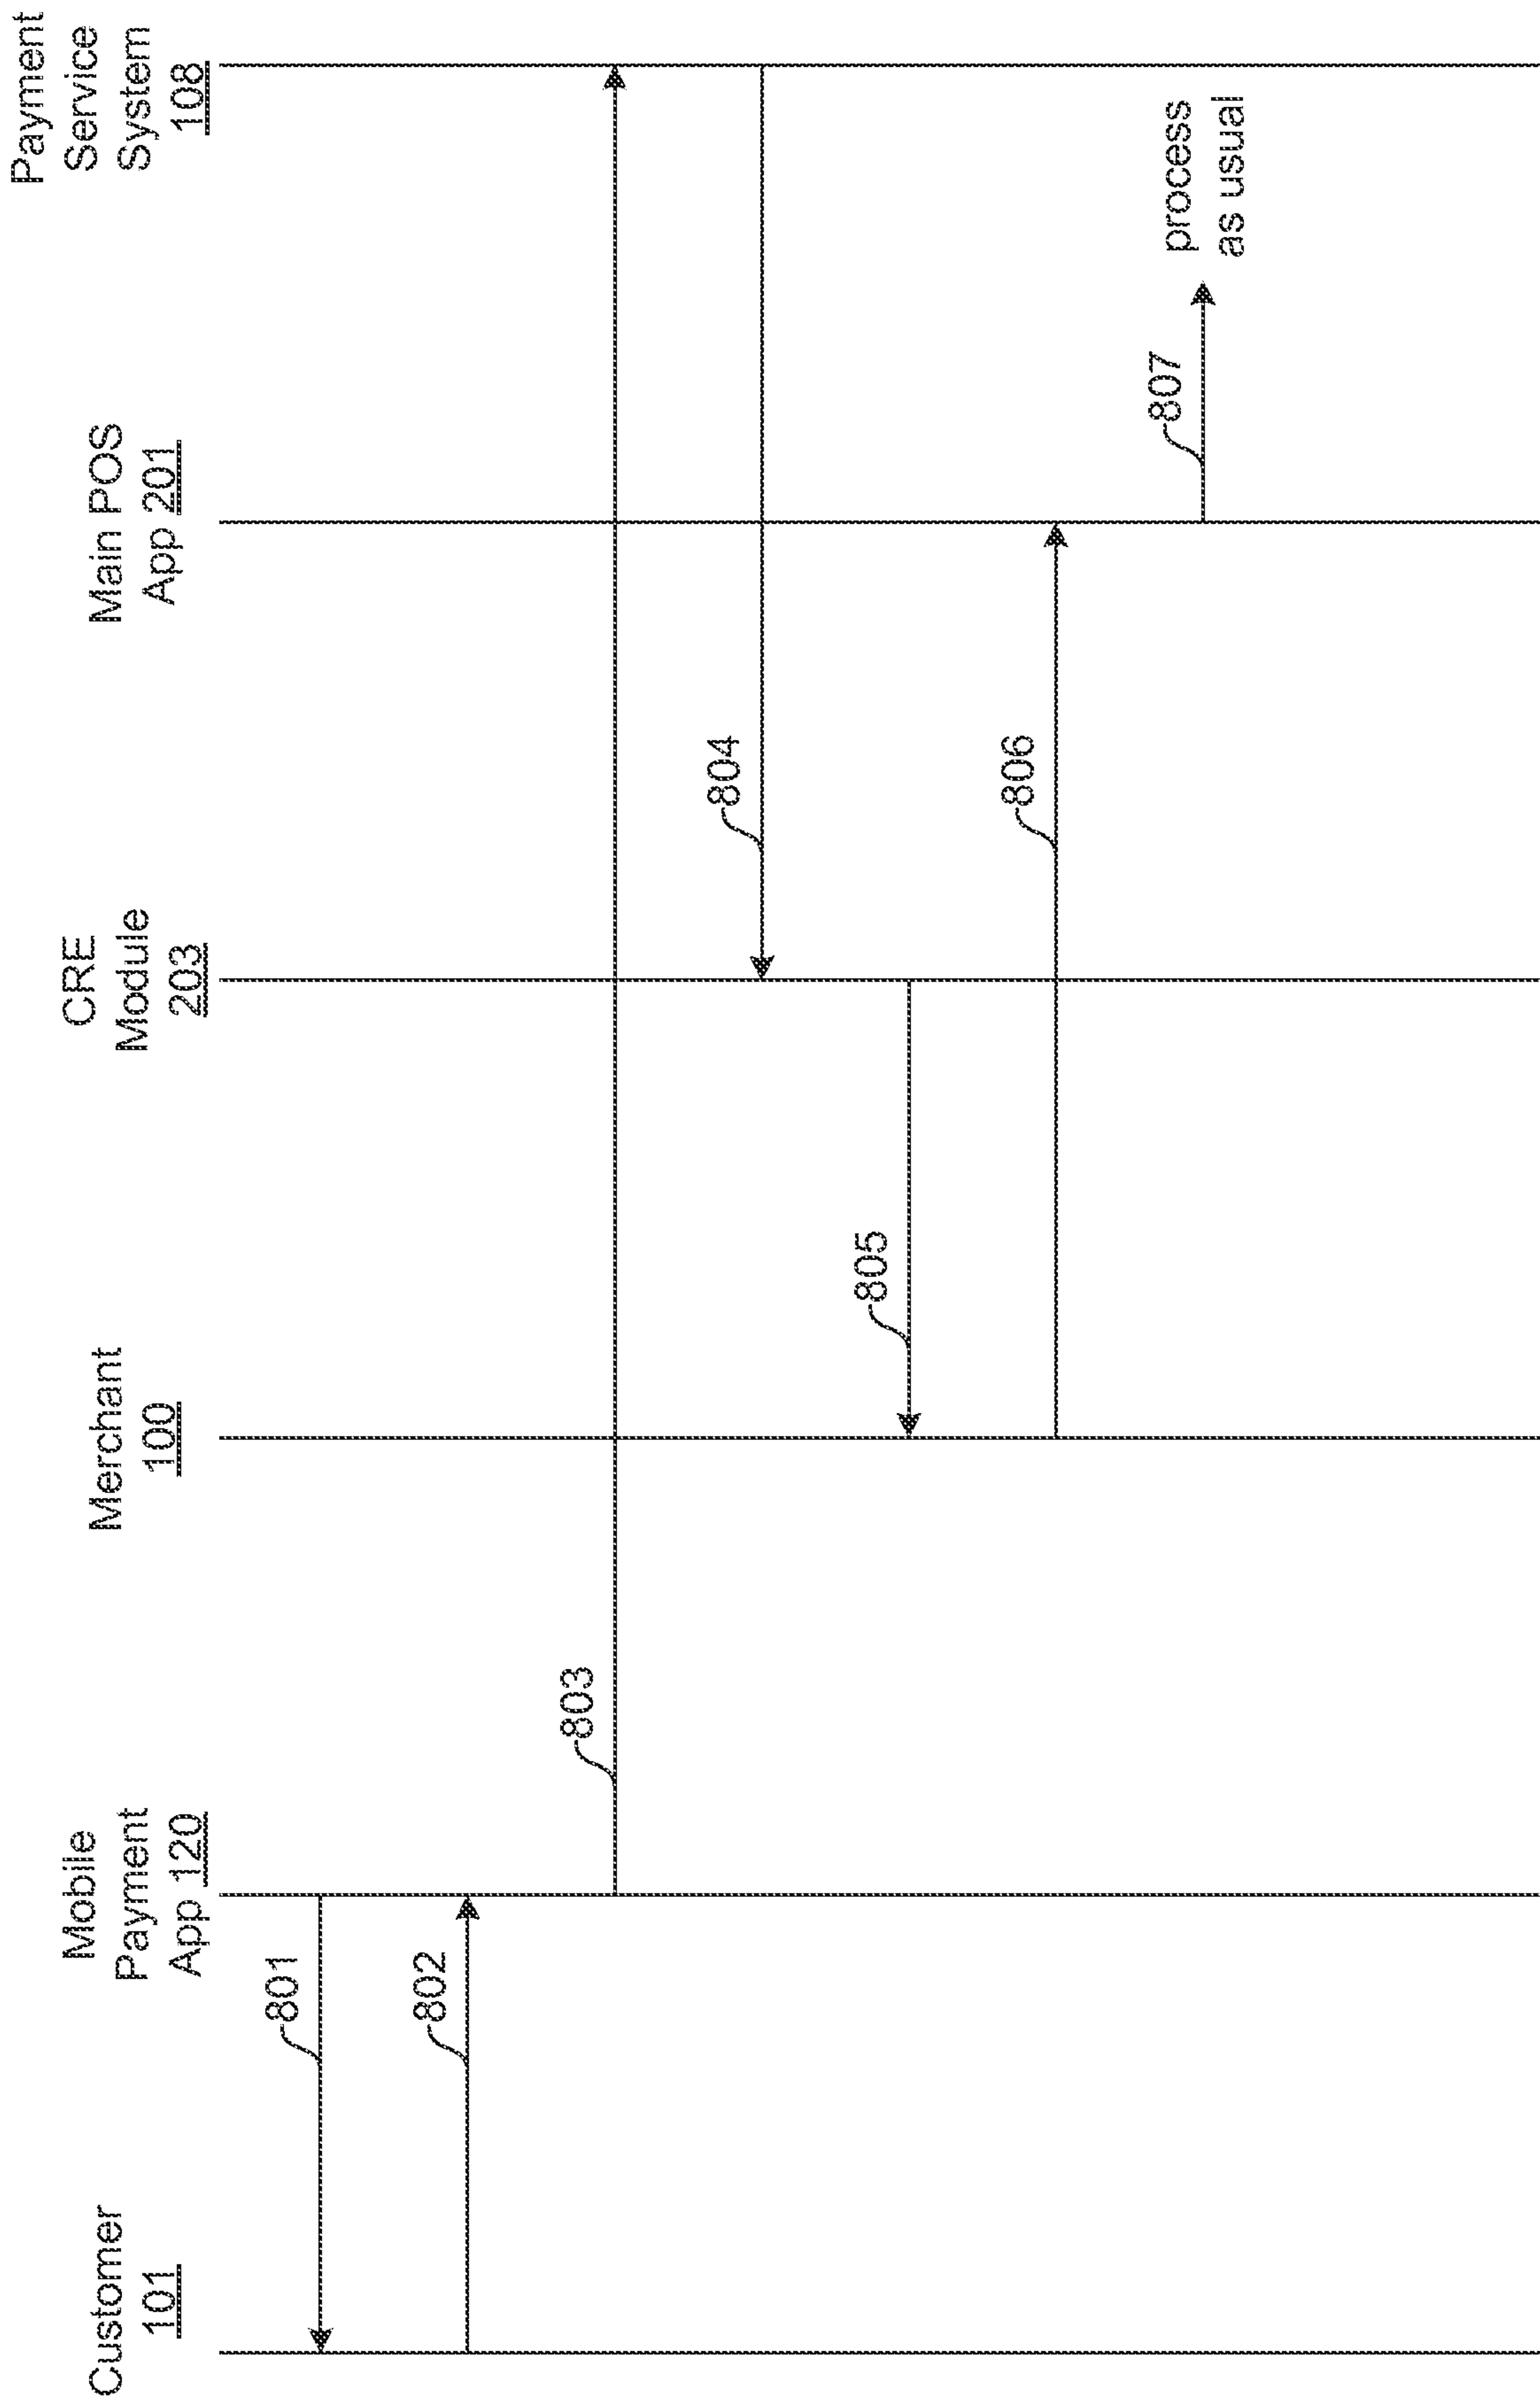 Customer
101
Mobile
Payment
App 120
Merchant
100
CRE
Module
203
Main POS
App 201
Payment
Service
System
108
801
802
803
804
805
806
807
process
as usual